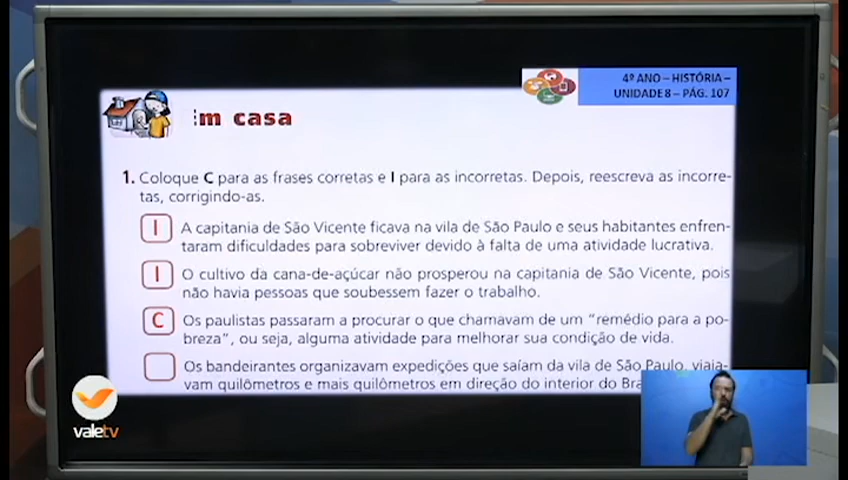 4º ANO – HISTÓRIA –
UNIDADE 8 – PÁG. 107
Em casa
1. Coloque C para as frases corretas e I para as incorretas. Depois, reescreva as incorre-
tas, corrigindo-as.
I A capitania de São Vicente ficava na vila de São Paulo e seus habitantes enfren-
taram dificuldades para sobreviver devido à falta de uma atividade lucrativa.
I O cultivo da cana-de-açúcar não prosperou na capitania de São Vicente, pois
não havia pessoas que soubessem fazer o trabalho.
C Os paulistas passaram a procurar o que chamavam de um “remédio para a po-
breza”, ou seja, alguma atividade para melhorar sua condição de vida.
Os bandeirantes organizavam expedições que saíam da vila de São Paulo, viaja-
vam quilômetros e mais quilômetros em direção do interior do Bra
valetv